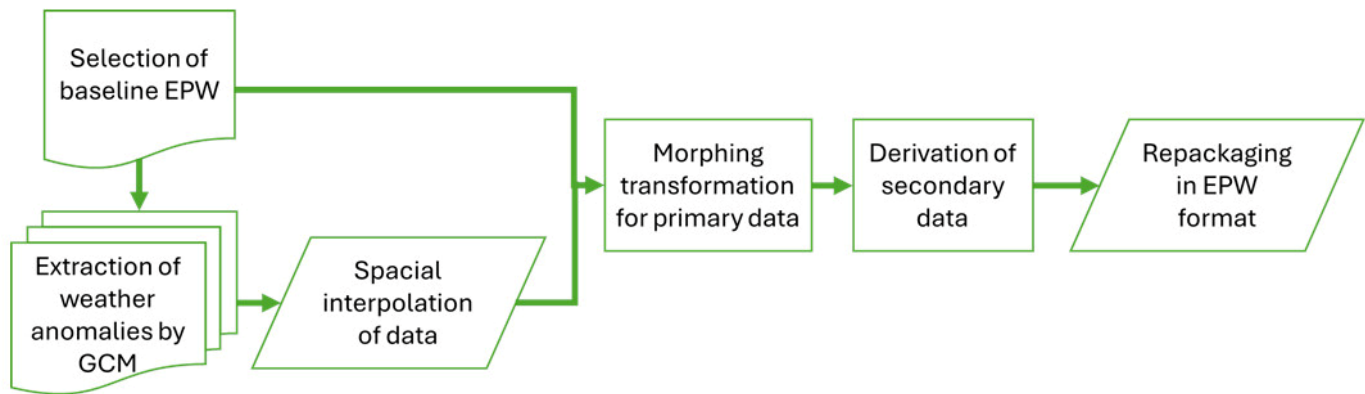 Selection of
baseline EPW
Extraction of
weather
anomalies by
GCM
Spacial
interpolation
of data
Morphing
transformation
for primary data
Derivation of
secondary
data
Repackaging
in EPW
format